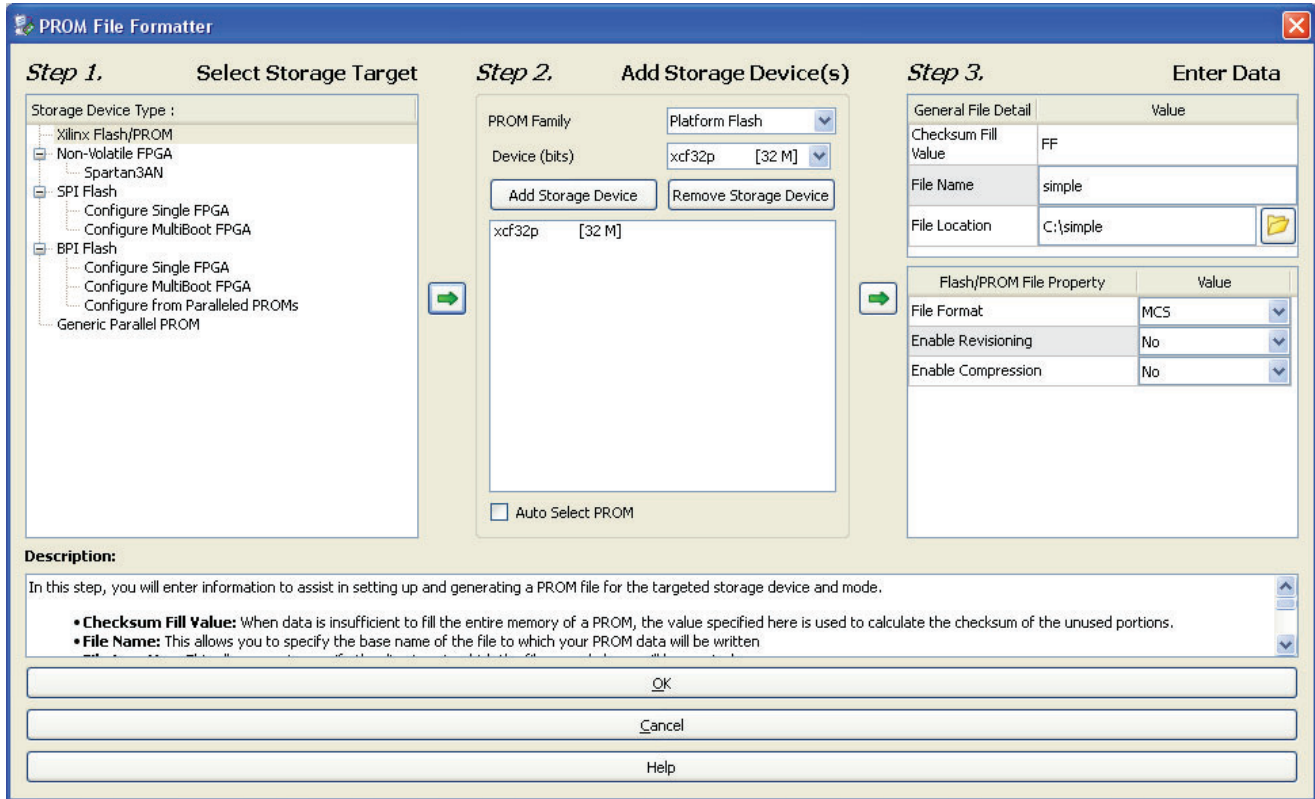 PROM File Formatter
Step 1. Select Storage Target
Storage Device Type :
Xilinx Flash/PROM
Non-Volatile FPGA
Spartan3AN
SPI Flash
Configure Single FPGA
Configure MultiBoot FPGA
BPI Flash
Configure Single FPGA
Configure MultiBoot FPGA
Configure from Paralleled PROMs
Generic Parallel PROM
Step 2. Add Storage Device(s)
PROM Family Platform Flash
Device (bits) xcf32p [32 M]
Add Storage Device Remove Storage Device
xcf32p [32 M]
Auto Select PROM
Step 3. Enter Data
General File Detail Value
Checksum Fill
Value FF
File Name simple
File Location C:\simple
Flash/PROM File Property Value
File Format MCS
Enable Revisioning No
Enable Compression No
Description:
In this step, you will enter information to assist in setting up and generating a PROM file for the targeted storage device and mode.
• Checksum Fill Value: When data is insufficient to fill the entire memory of a PROM, the value specified here is used to calculate the checksum of the unused portions.
• File Name: This allows you to specify the base name of the file to which your PROM data will be written
OK
Cancel
Help